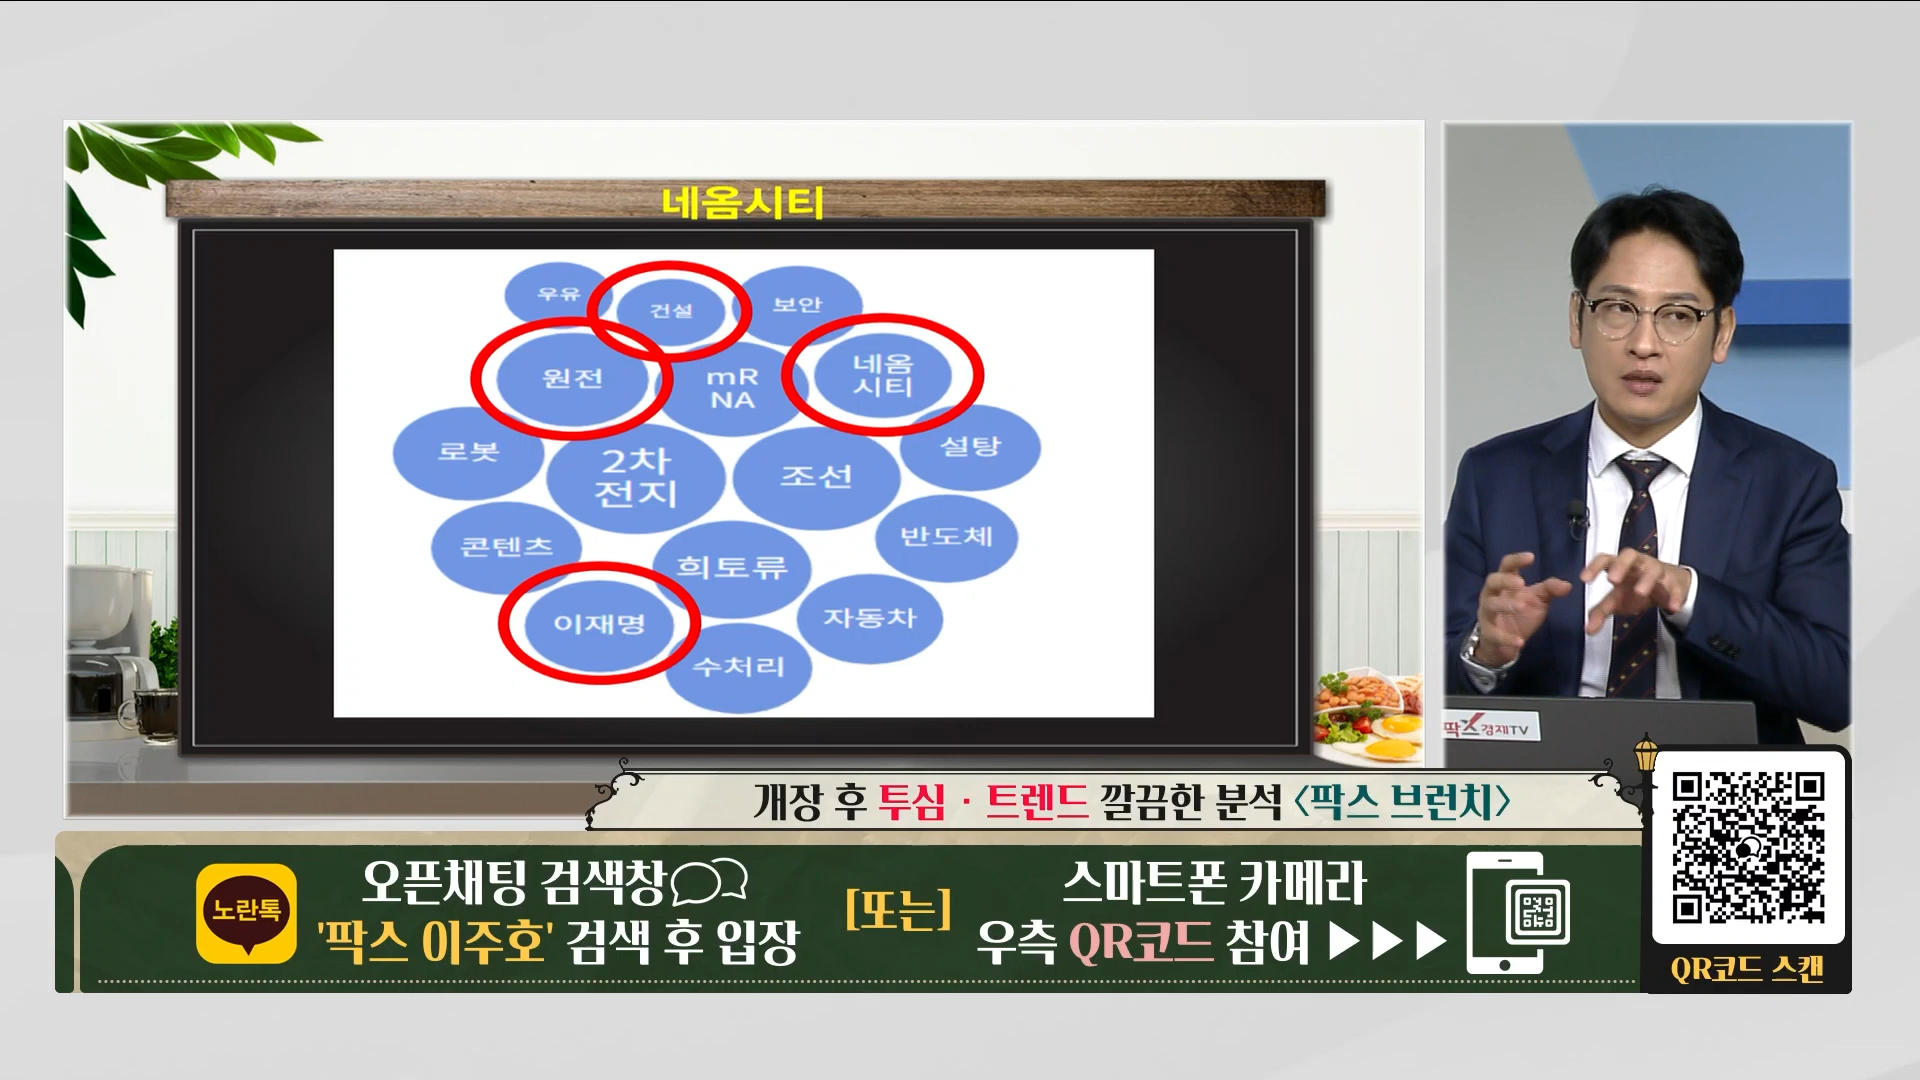 네옴시티
우유
건설
보안
원전
mR
NA
네옴
시티
로봇
2차
전지
조선
설탕
콘텐츠
희토류
반도체
이재명
수처리
자동차
팍스경제TV
개장 후 투심·트렌드 깔끔한 분석 <팍스 브런치>
노란톡
오픈채팅 검색창
'팍스 이주호' 검색 후 입장
[또는]
스마트폰 카메라
우측 QR코드 참여 ▶▶▶
QR코드 스캔